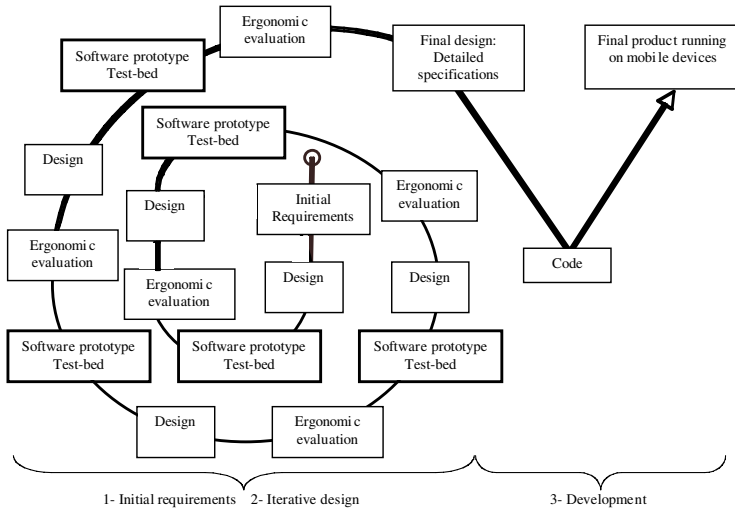 Ergonomic
evaluation
Final design:
Detailed
specifications
Final product running
on mobile devices
Software prototype
Test-bed
Software prototype
Test-bed
Design
Ergonomic
evaluation
Design
Initial
Requirements
Ergonomic
evaluation
Code
Ergonomic
evaluation
Design
Design
Software prototype
Test-bed
Software prototype
Test-bed
Software prototype
Test-bed
Design
Ergonomic
evaluation
1- Initial requirements 2- Iterative design
3- Development